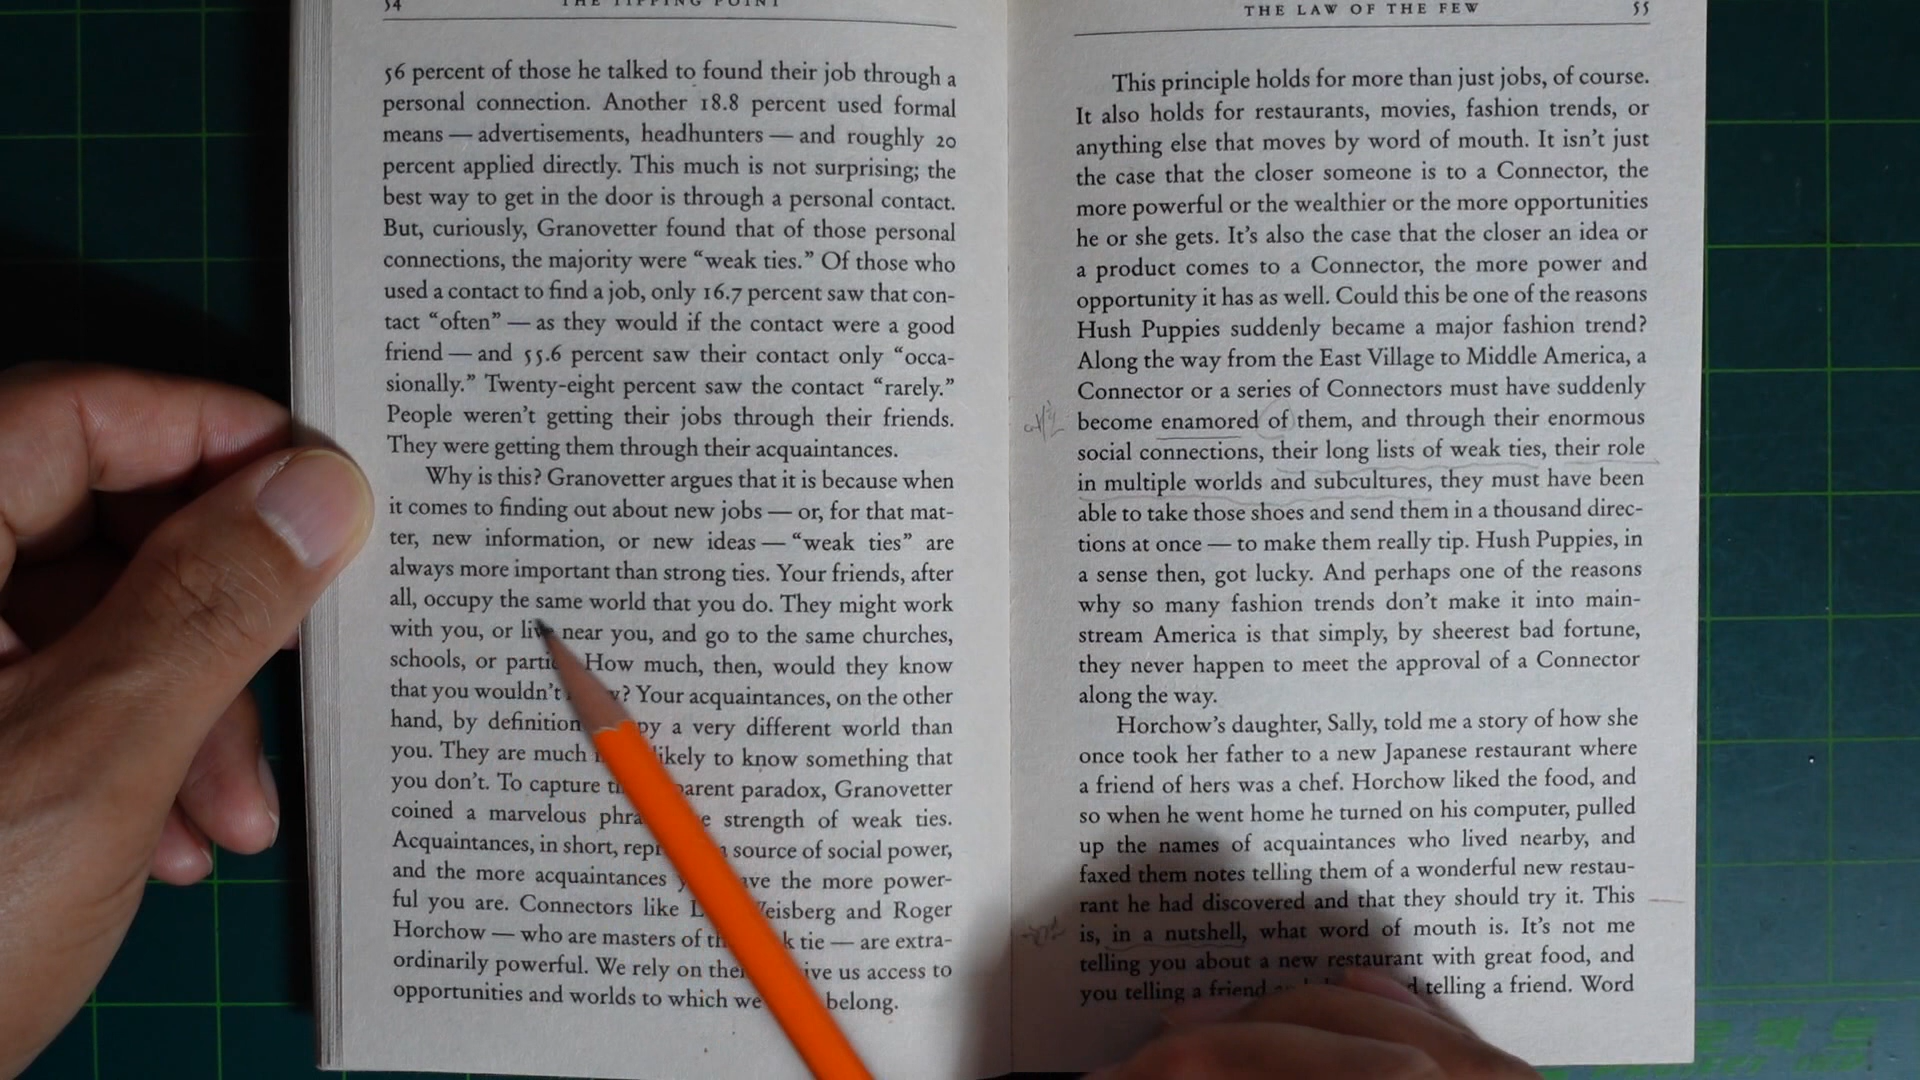 54
THE TIPPING POINT
56 percent of those he talked to found their job through a
personal connection. Another 18.8 percent used formal
means — advertisements, headhunters — and roughly 20
percent applied directly. This much is not surprising; the
best way to get in the door is through a personal contact.
But, curiously, Granovetter found that of those personal
connections, the majority were “weak ties.” Of those who
used a contact to find a job, only 16.7 percent saw that con-
tact “often” — as they would if the contact were a good
friend — and 55.6 percent saw their contact only “occa-
sionally.” Twenty-eight percent saw the contact “rarely.”
People weren’t getting their jobs through their friends.
They were getting them through their acquaintances.
Why is this? Granovetter argues that it is because when
it comes to finding out about new jobs — or, for that mat-
ter, new information, or new ideas — “weak ties” are
always more important than strong ties. Your friends, after
all, occupy the same world that you do. They might work
with you, or near you, and go to the same churches,
schools, or How much, then, would they know
that you wouldn’t Your acquaintances, on the other
hand, by definition a very different world than
you. They are much likely to know something that
you don’t. To capture paradox, Granovetter
coined a marvelous strength of weak ties.
Acquaintances, in short, source of social power,
and the more acquaintances the more power-
ful you are. Connectors like Weisberg and Roger
Horchow — who are masters of tie — are extra-
ordinarily powerful. We rely on us access to
opportunities and worlds to which we belong.
THE LAW OF THE FEW
55
This principle holds for more than just jobs, of course.
It also holds for restaurants, movies, fashion trends, or
anything else that moves by word of mouth. It isn’t just
the case that the closer someone is to a Connector, the
more powerful or the wealthier or the more opportunities
he or she gets. It’s also the case that the closer an idea or
a product comes to a Connector, the more power and
opportunity it has as well. Could this be one of the reasons
Hush Puppies suddenly became a major fashion trend?
Along the way from the East Village to Middle America, a
Connector or a series of Connectors must have suddenly
become enamored of them, and through their enormous
social connections, their long lists of weak ties, their role
in multiple worlds and subcultures, they must have been
able to take those shoes and send them in a thousand direc-
tions at once — to make them really tip. Hush Puppies, in
a sense then, got lucky. And perhaps one of the reasons
why so many fashion trends don’t make it into main-
stream America is that simply, by sheerest bad fortune,
they never happen to meet the approval of a Connector
along the way.
Horchow’s daughter, Sally, told me a story of how she
once took her father to a new Japanese restaurant where
a friend of hers was a chef. Horchow liked the food, and
so when he went home he turned on his computer, pulled
up the names of acquaintances who lived nearby, and
faxed them notes telling them of a wonderful new restau-
rant he had discovered and that they should try it. This
is, in a nutshell, what word of mouth is. It’s not me
telling you about a new restaurant with great food, and
you telling a friend telling a friend. Word